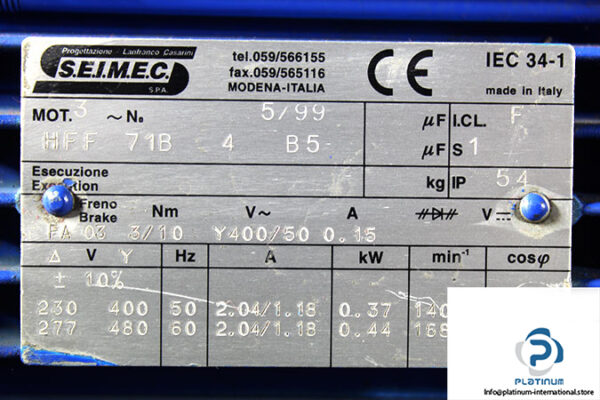 Progettazione - Lanfranco Casarini
S.E.I.M.E.C.
S.P.A.
tel.059/566155
fax.059/565116
MODENA-ITALIA
CE
IEC 34-1
made in Italy
MOT. 3 ~ No 5/99 µF I.CL. F
HFF 71B 4 B5 µF S 1
Esecuzione
Execution kg IP 54
Freno
Brake Nm V~ A V
FA 03 3/10 Y400/50 0.15
Δ V Y Hz A kW min-1 cosφ
± 10%
230 400 50 2.04/1.18 0.37
277 480 60 2.04/1.18 0.44
PLATINUM
Info@platinum-international.store